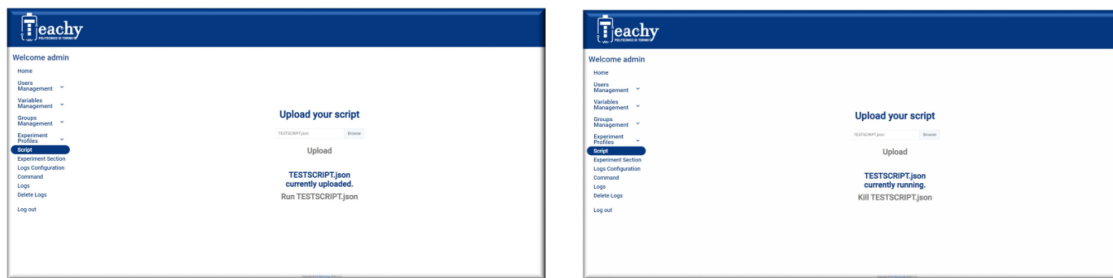 Teachy
POLITECNICO DI TORINO
Welcome admin
Home
Users
Management
Variables
Management
Groups
Management
Experiment
Profiles
Script
Experiment Section
Logs Configuration
Command
Logs
Delete Logs
Log out
Upload your script
TESTSCRIPT.json
Browse
Upload
TESTSCRIPT.json
currently uploaded.
Run TESTSCRIPT.json
Teachy
POLITECNICO DI TORINO
Welcome admin
Home
Users
Management
Variables
Management
Groups
Management
Experiment
Profiles
Script
Experiment Section
Logs Configuration
Command
Logs
Delete Logs
Log out
Upload your script
TESTSCRIPT.json
Browse
Upload
TESTSCRIPT.json
currently running.
Kill TESTSCRIPT.json